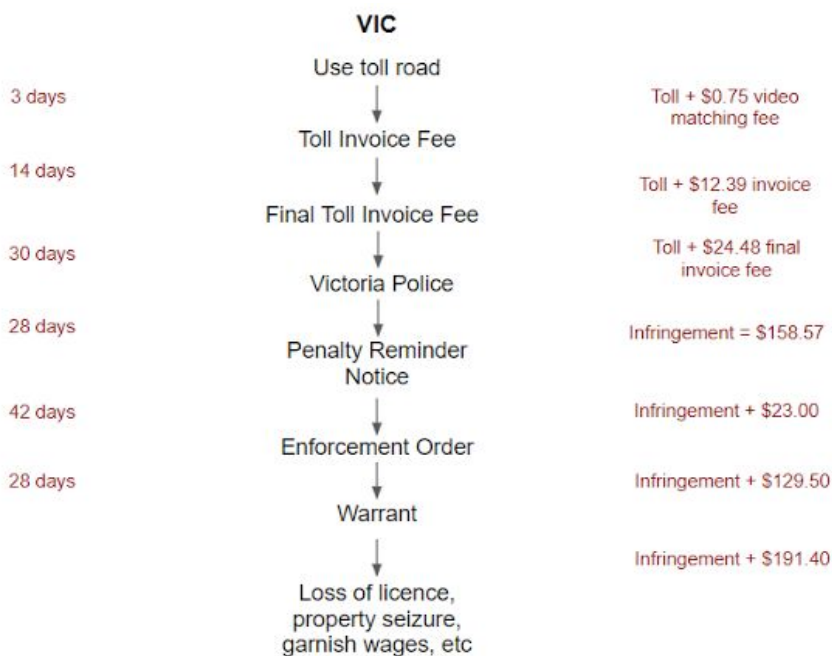 VIC
Use toll road
3 days
Toll + $0.75 video
matching fee
Toll Invoice Fee
14 days
Toll + $12.39 invoice
fee
Final Toll Invoice Fee
30 days
Toll + $24.48 final
invoice fee
Victoria Police
28 days
Infringement = $158.57
Penalty Reminder
Notice
42 days
Infringement + $23.00
Enforcement Order
28 days
Infringement + $129.50
Warrant
Infringement + $191.40
Loss of licence,
property seizure,
garnish wages, etc